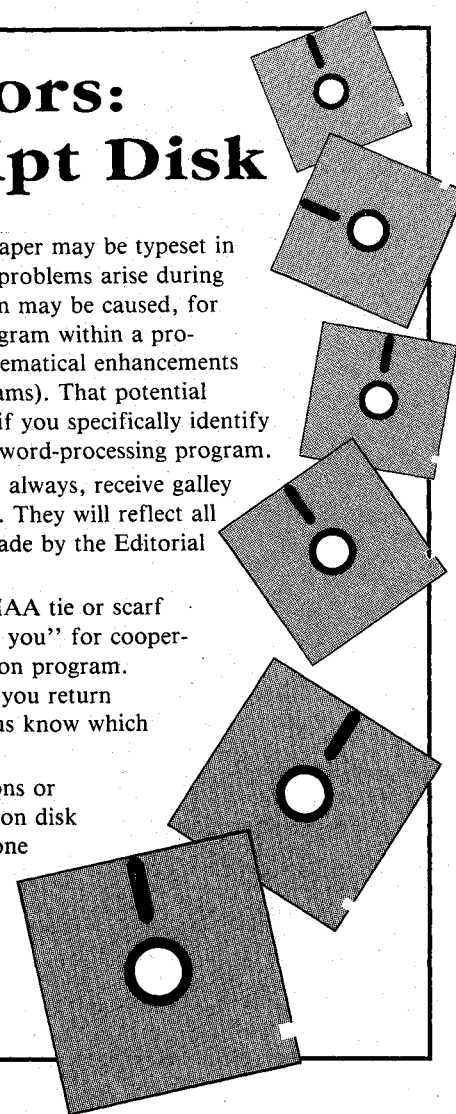 ors:
ipt Disk
aper may be typeset in
problems arise during
n may be caused, for
gram within a pro-
ematical enhancements
ams). That potential
if you specifically identify
word-processing program.
always, receive galley
. They will reflect all
ade by the Editorial
IAA tie or scarf
you” for cooper-
on program.
you return
us know which
ons or
on disk
one